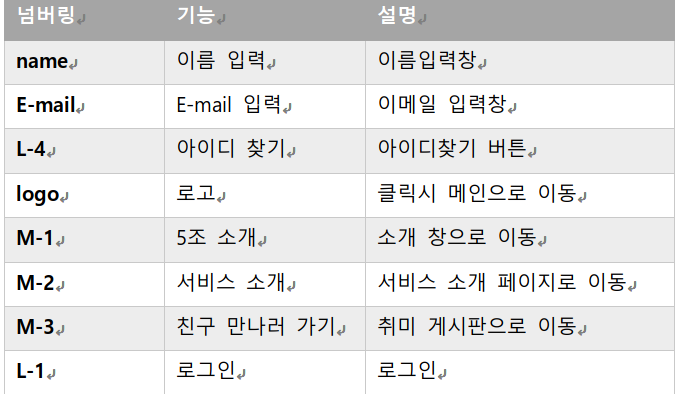 넘버링 기능 설명
name 이름 입력 이름입력창
E-mail E-mail 입력 이메일 입력창
L-4 아이디 찾기 아이디찾기 버튼
logo 로고 클릭시 메인으로 이동
M-1 5조 소개 소개 창으로 이동
M-2 서비스 소개 서비스 소개 페이지로 이동
M-3 친구 만나러 가기 취미 게시판으로 이동
L-1 로그인 로그인